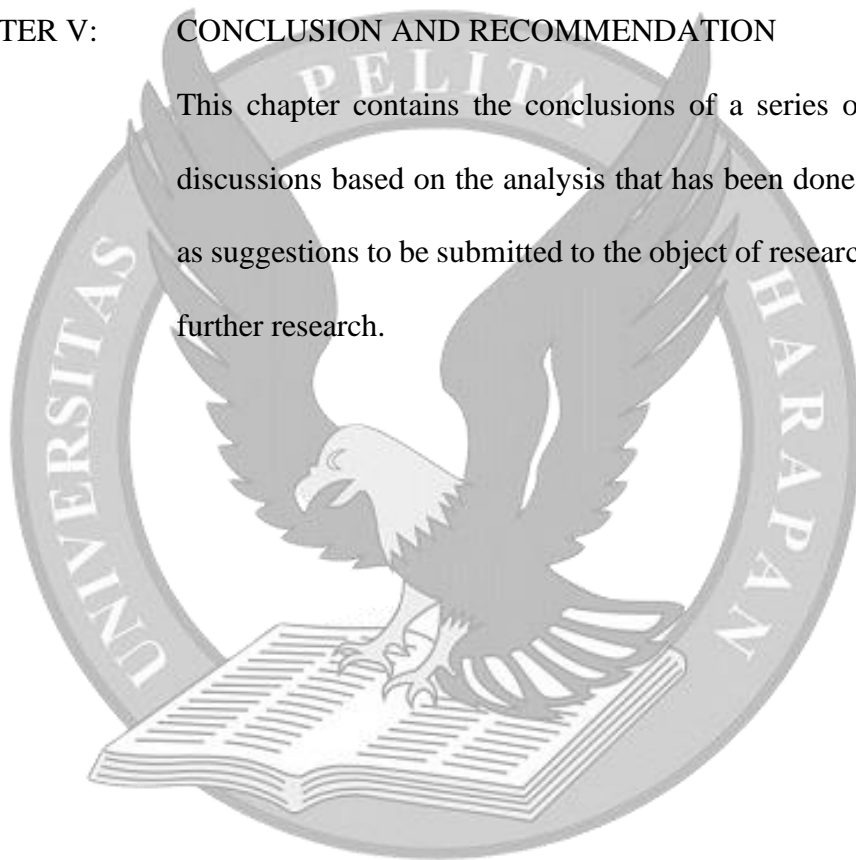 TER V: CONCLUSION AND RECOMMENDATION
This chapter contains the conclusions of a series o
discussions based on the analysis that has been done
as suggestions to be submitted to the object of researc
further research.
UNIVERSITAS PELITA HARAPAN